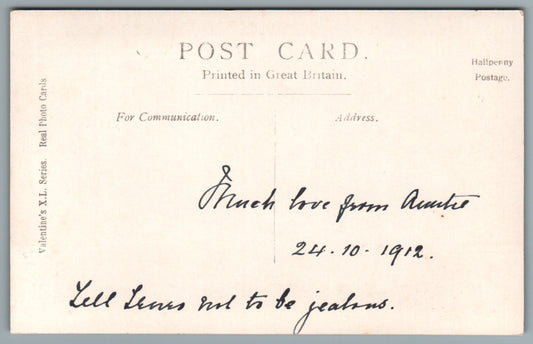 POST CARD.
Printed in Great Britain.
Halfpenny
Postage.
For Communication.
Address.
Valentine's X.L. Series. Real Photo Cards
Much love from Auntie
24-10-1912.
Tell not to be jealous.